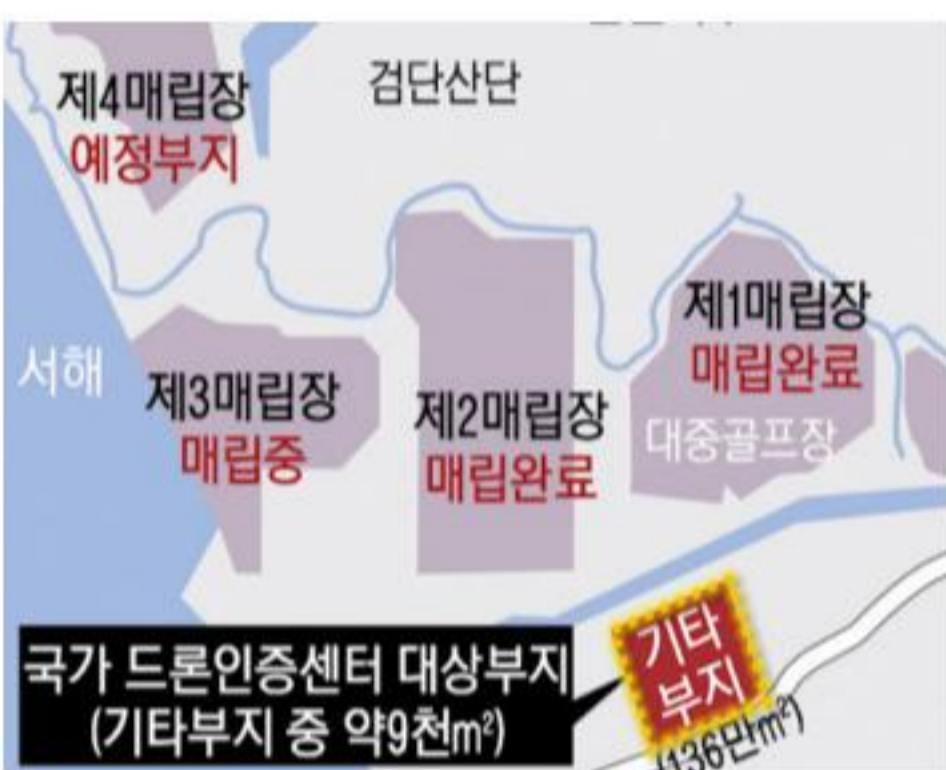 검단산단
제4매립장
예정부지
제1매립장
매립완료
대중골프장
서해
제3매립장
매립중
제2매립장
매립완료
기타
부지
(136만m²)
국가 드론인증센터 대상부지
(기타부지 중 약9천m²)